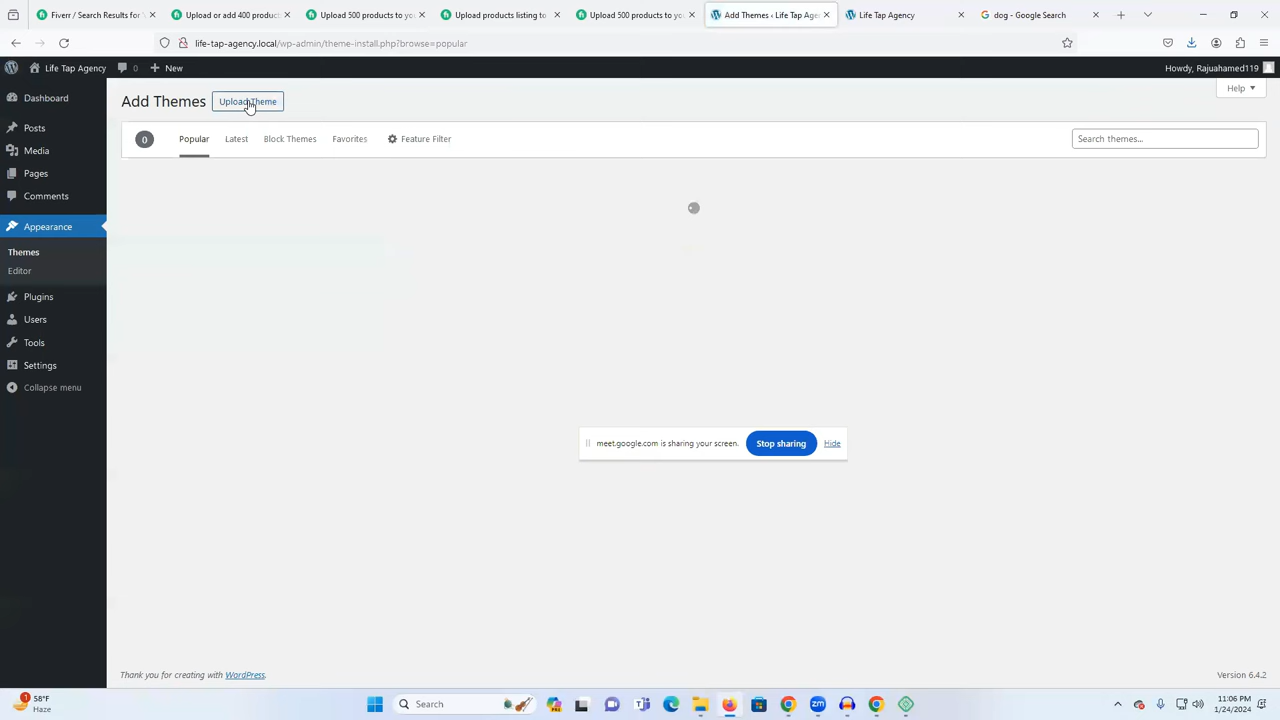 Fiverr / Search Results for '
Upload or add 400 product
Upload 500 products to yo
Upload products listing to
Upload 500 products to ye
Add Themes ‹ Life Tap Age
Life Tap Agency
dog - Google Search
life-tap-agency.local/wp-admin/theme-install.php?browse=popular
Life Tap Agency
0
New
Howdy, Rajuahamed119
Dashboard
Add Themes
Upload Theme
Help
Posts
Media
Pages
Comments
Appearance
Themes
Editor
Plugins
Users
Tools
Settings
Collapse menu
0
Popular
Latest
Block Themes
Favorites
Feature Filter
Search themes...
meet.google.com is sharing your screen.
Stop sharing
Hide
Thank you for creating with WordPress.
Version 6.4.2
1
58°F
Haze
Search
zm
11:06 PM
1/24/2024